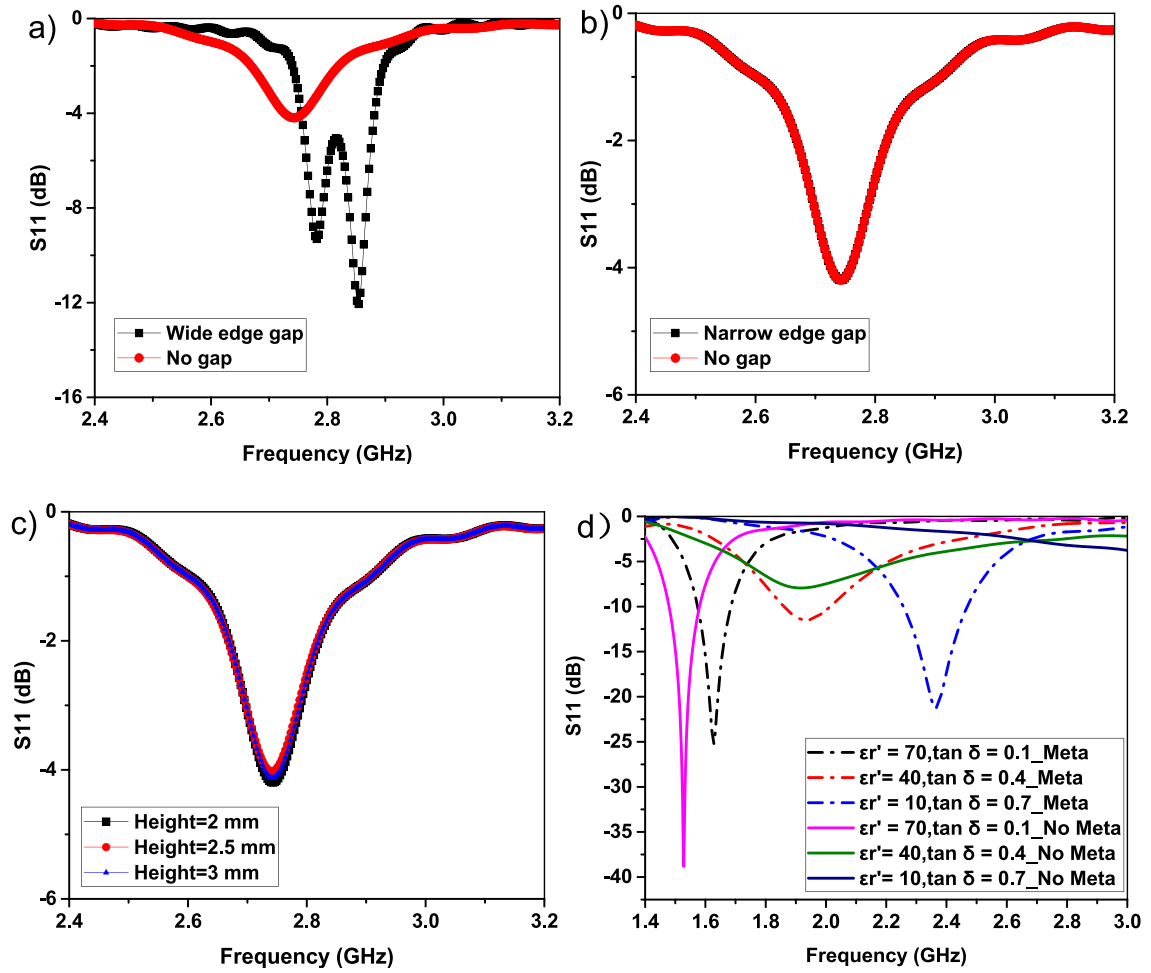 a)
0
-4
-8
-12
-16
S11 (dB)
Wide edge gap
No gap
2.4 2.6 2.8 3.0 3.2
Frequency (GHz)
b)
0
-2
-4
-6
S11 (dB)
Narrow edge gap
No gap
2.4 2.6 2.8 3.0 3.2
Frequency (GHz)
c)
0
-2
-4
-6
S11 (dB)
Height=2 mm
Height=2.5 mm
Height=3 mm
2.4 2.6 2.8 3.0 3.2
Frequency (GHz)
d)
0
-5
-10
-15
-20
-25
-30
-35
-40
S11 (dB)
εr' = 70,tan δ = 0.1_Meta
εr'= 40,tan δ = 0.4_Meta
εr' = 10,tan δ = 0.7_Meta
εr' = 70,tan δ = 0.1_No Meta
εr'= 40,tan δ = 0.4_No Meta
εr'= 10,tan δ = 0.7_No Meta
1.4 1.6 1.8 2.0 2.2 2.4 2.6 2.8 3.0
Frequency (GHz)